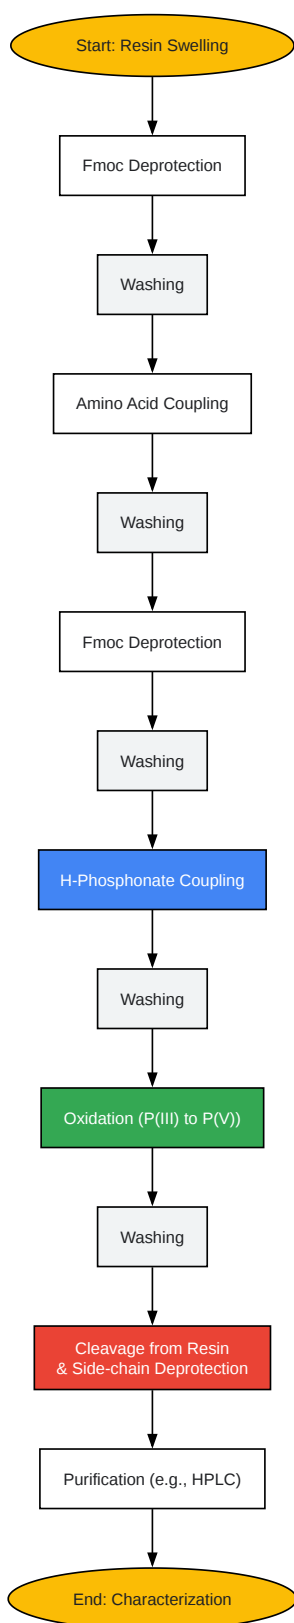 Start: Resin Swelling
Fmoc Deprotection
Washing
Amino Acid Coupling
Washing
Fmoc Deprotection
Washing
H-Phosphonate Coupling
Washing
Oxidation (P(III) to P(V))
Washing
Cleavage from Resin
& Side-chain Deprotection
Purification (e.g., HPLC)
End: Characterization